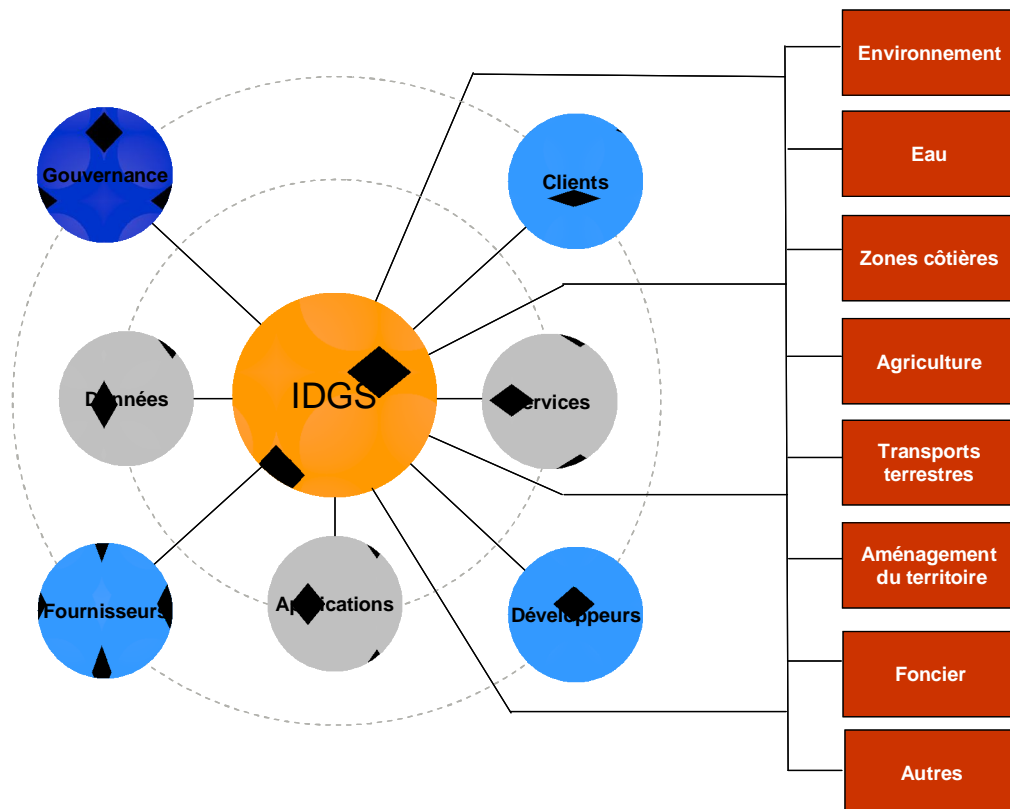 Environnement
Gouvernance
Clients
Eau
Zones côtières
Données
IDGS
Services
Agriculture
Transports
terrestres
Fournisseurs
Applications
Développeurs
Aménagement
du territoire
Foncier
Autres